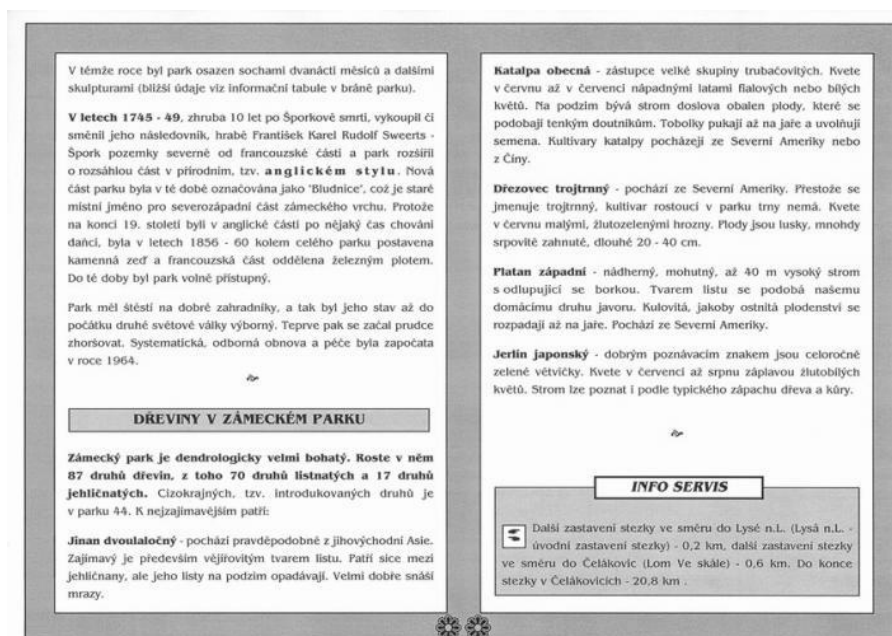 V témže roce byl park osazen sochami dvanácti měsíců a dalšími
skulpturami (bližší údaje viz informační tabule v bráně parku).
V letech 1745 - 49, zhruba 10 let po Šporkově smrti, vykoupil či
směnil jeho následovník, hrabě František Karel Rudolf Sweerts -
Špork pozemky severně od francouzské části a park rozšířil
o rozsáhlou část v přírodním, tzv. anglickém stylu. Nová
část parku byla v té době označována jako 'Bludnice', což je staré
místní jméno pro severozápadní část zámeckého vrchu. Protože
na konci 19. století byli v anglické části po nějaký čas chováni
daňci, byla v letech 1856 - 60 kolem celého parku postavena
kamenná zeď a francouzská část oddělena železným plotem.
Do té doby byl park volně přístupný.
Park měl štěstí na dobré zahradníky, a tak byl jeho stav až do
počátku druhé světové války výborný. Teprve pak se začal prudce
zhoršovat. Systematická, odborná obnova a péče byla započata
v roce 1964.
DŘEVINY V ZÁMECKÉM PARKU
Zámecký park je dendrologicky velmi bohatý. Roste v něm
87 druhů dřevin, z toho 70 druhů listnatých a 17 druhů
jehličnatých. Cizokrajných, tzv. introdukovaných druhů je
v parku 44. K nejzajímavějším patří:
Jinan dvoulaločný - pochází pravděpodobně z jihovýchodní Asie.
Zajímavý je především vějířovitým tvarem listu. Patří sice mezi
jehličnany, ale jeho listy na podzim opadávají. Velmi dobře snáší
mrazy.
Katalpa obecná - zástupce velké skupiny trubačovitých. Kvete
v červnu až v červenci nápadnými latami fialových nebo bílých
květů. Na podzim bývá strom doslova obalen plody, které se
podobají tenkým doutníkům. Tobolky pukají až na jaře a uvolňují
semena. Kultivary katalpy pocházejí ze Severní Ameriky nebo
z Číny.
Dřezovec trojtrnný - pochází ze Severní Ameriky. Přestože se
jmenuje trojtrnný, kultivar rostoucí v parku trny nemá. Kvete
v červnu malými, žlutozelenými hrozny. Plody jsou lusky, mnohdy
srpovitě zahnuté, dlouhé 20 - 40 cm.
Platan západní - nádherný, mohutný, až 40 m vysoký strom
s odlupující se borkou. Tvarem listu se podobá našemu
domácímu druhu javoru. Kulovitá, jakoby ostnitá plodenství se
rozpadají až na jaře. Pochází ze Severní Ameriky.
Jerlín japonský - dobrým poznávacím znakem jsou celoročně
zelené větvičky. Kvete v červenci až srpnu záplavou žlutobílých
květů. Strom lze poznat i podle typického zápachu dřeva a kůry.
INFO SERVIS
Další zastavení stezky ve směru do Lysé n.L. (Lysá n.L. -
úvodní zastavení stezky) - 0,2 km, další zastavení stezky
ve směru do Čelákovic (Lom Ve skále) - 0,6 km. Do konce
stezky v Čelákovicích - 20,8 km .